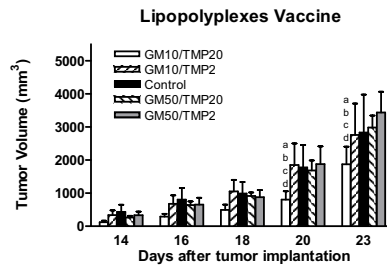 Lipopolyplexes Vaccine
Tumor Volume (mm³)
5000
4000
3000
2000
1000
0
GM10/TMP20
GM10/TMP2
Control
GM50/TMP20
GM50/TMP2
a
b
c
d
a
b
c
d
14 16 18 20 23
Days after tumor implantation